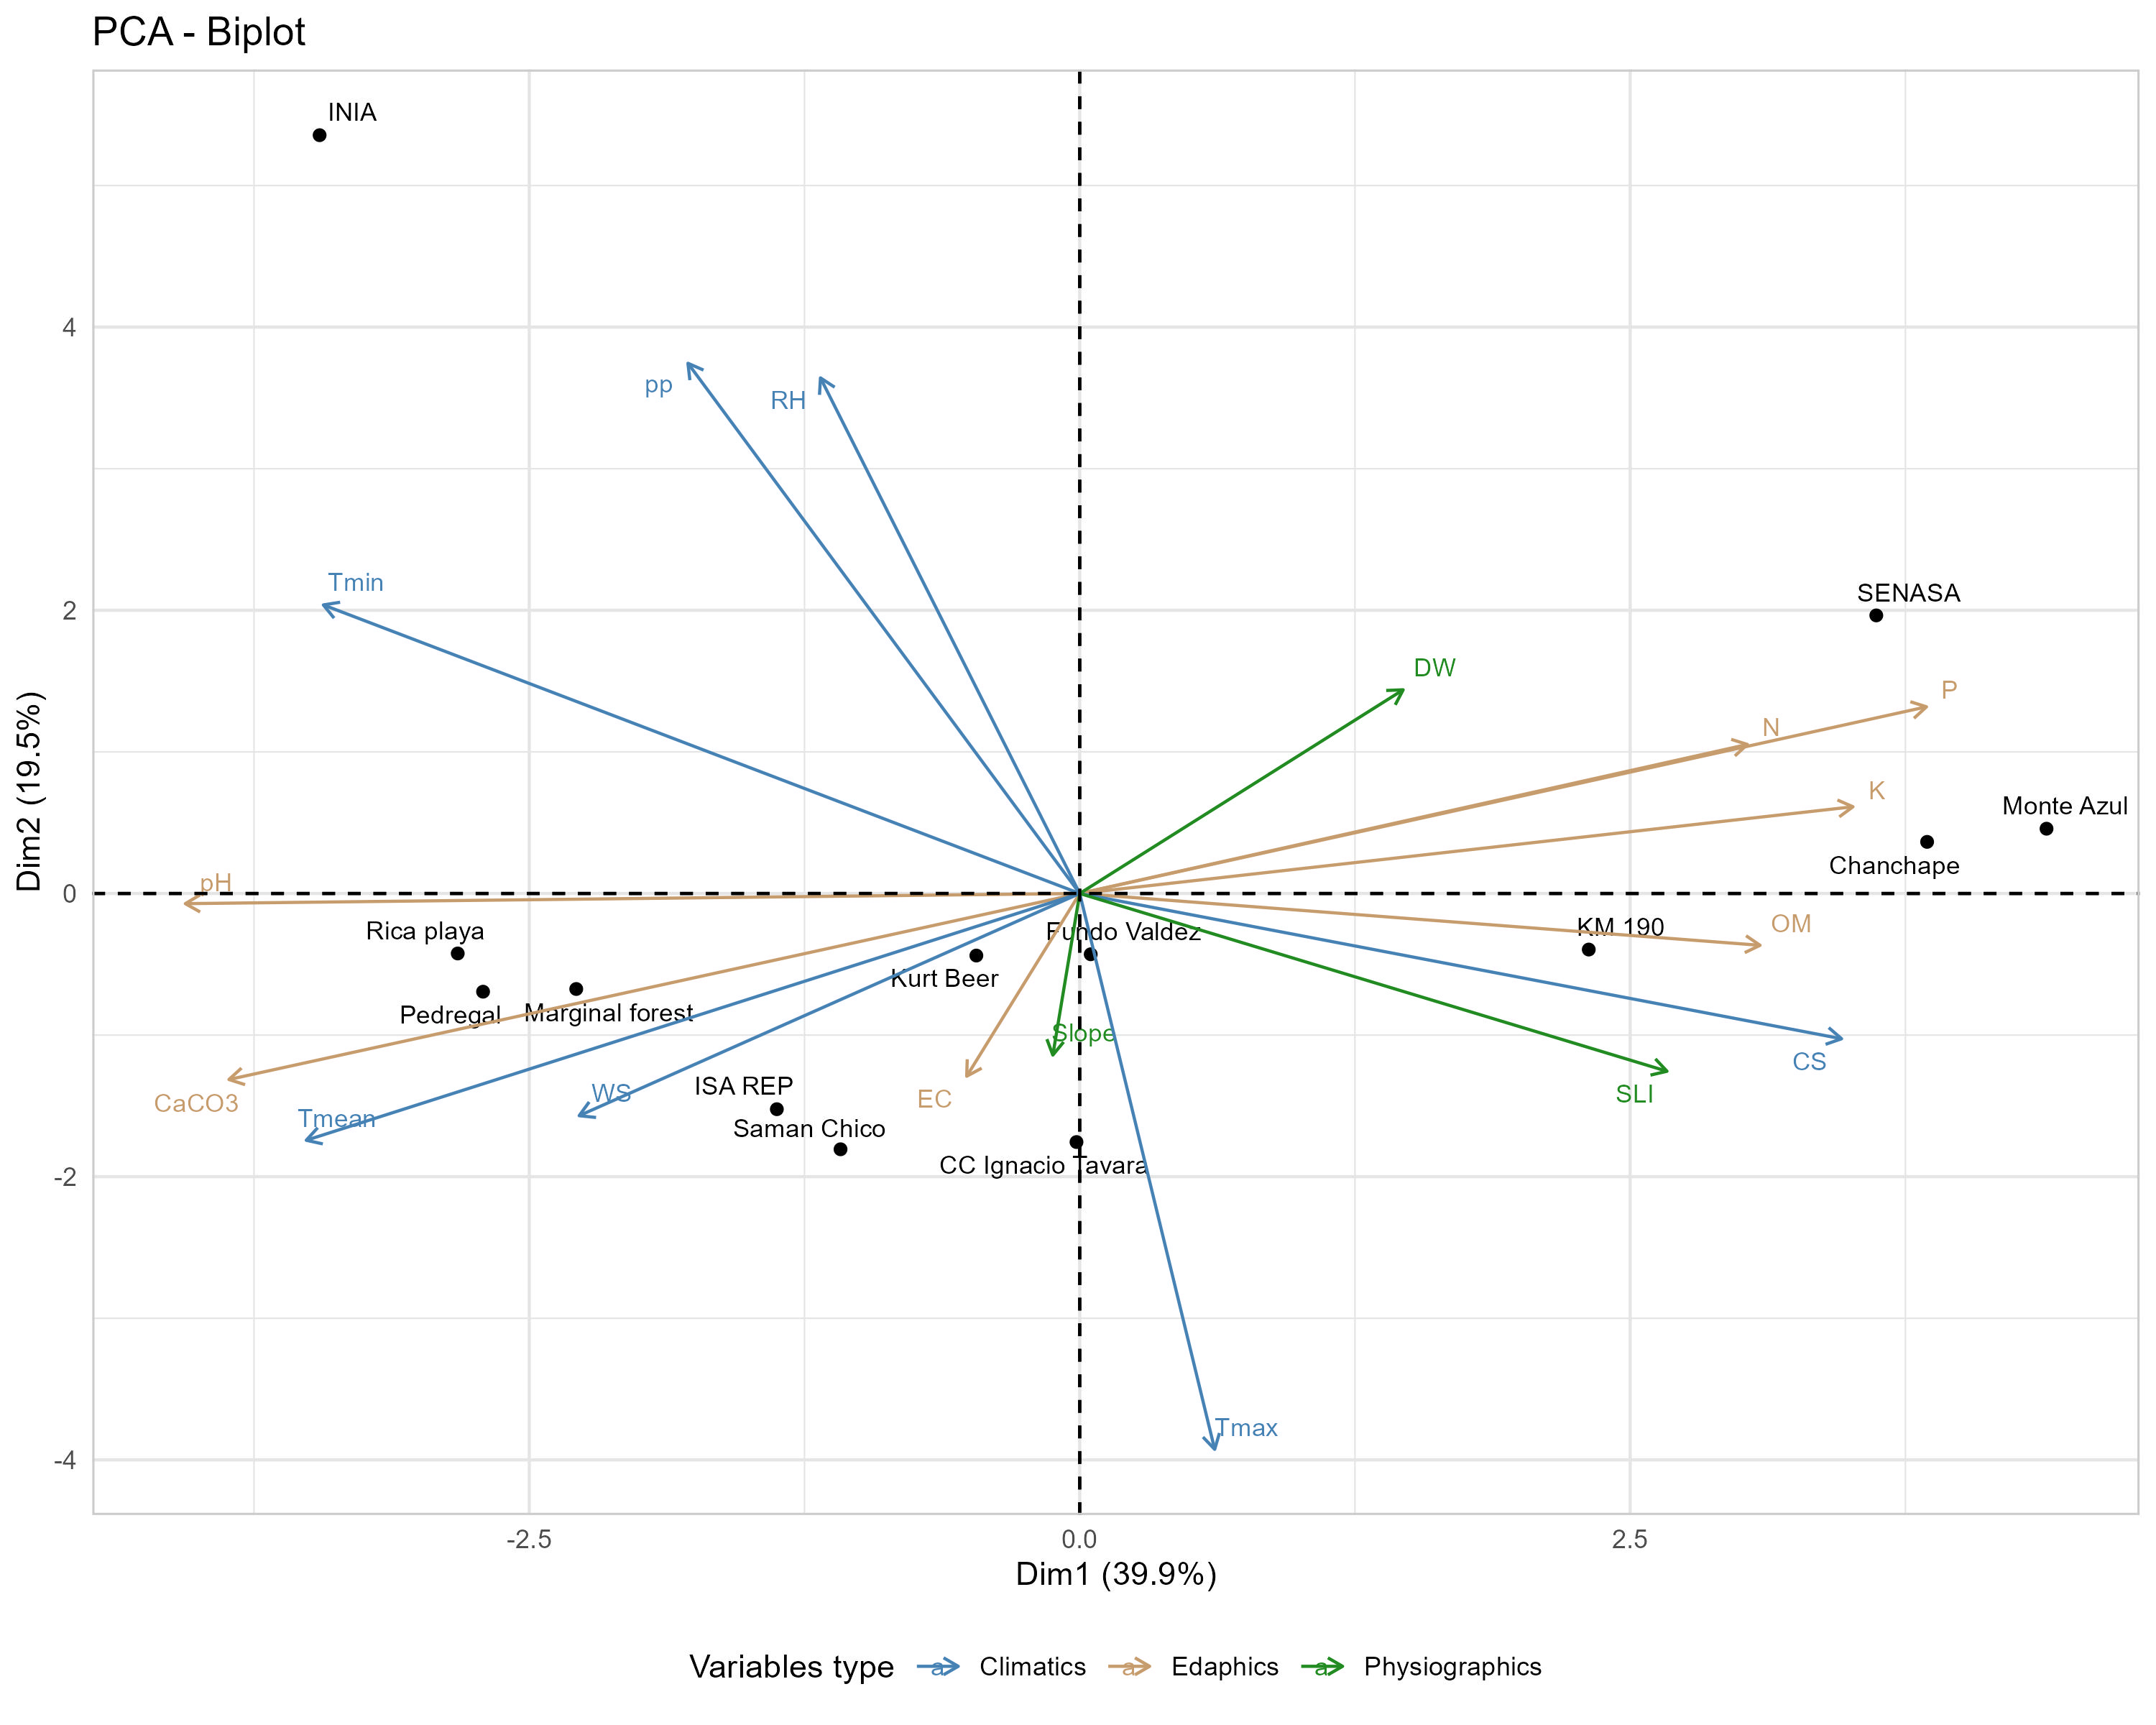 PCA - Biplot
INIA
4
pp
RH
Tmin
2
SENASA
DW
P
N
K
Monte Azul
Chanchape
Dim2 (19.5%)
pH
0
Rica playa
Fundo Valdez
KM 190
OM
Kurt Beer
Pedregal
Marginal forest
Slope
CS
ISA REP
WS
EC
SLI
CaCO3
Tmean
Saman Chico
CC Ignacio Tavara
-2
Tmax
-4
-2.5 0.0 2.5
Dim1 (39.9%)
Variables type a Climatics a Edaphics a Physiographics